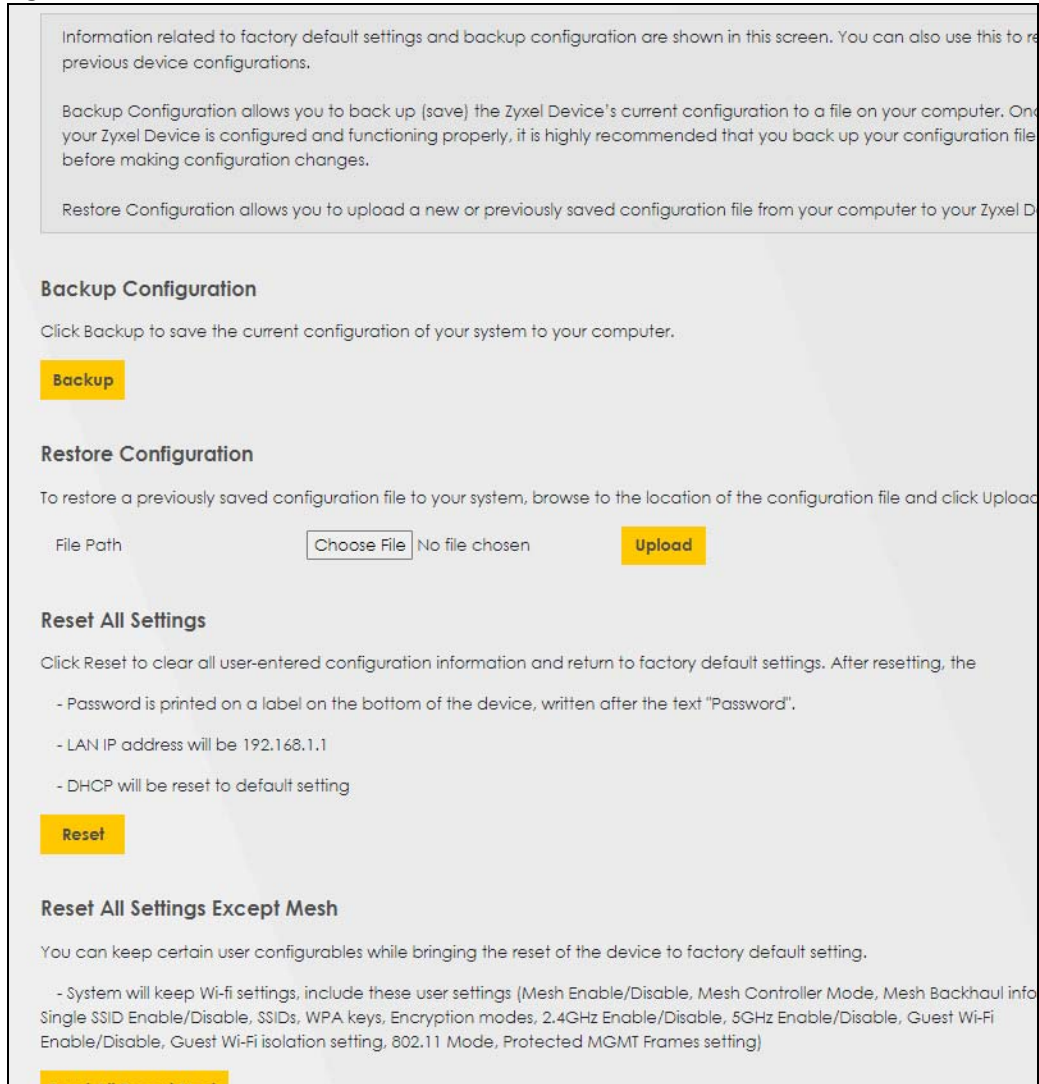 Information related to factory default settings and backup configuration are shown in this screen. You can also use this to
previous device configurations.
Backup Configuration allows you to back up (save) the Zyxel Device's current configuration to a file on your computer.
your Zyxel Device is configured and functioning properly, it is highly recommended that you back up your configuration file
before making configuration changes.
Restore Configuration allows you to upload a new or previously saved configuration file from your computer to your Zyxel
Backup Configuration
Click Backup to save the current configuration of your system to your computer.
Backup
Restore Configuration
To restore a previously saved configuration file to your system, browse to the location of the configuration file and click Upload
File Path Choose File No file chosen Upload
Reset All Settings
Click Reset to clear all user-entered configuration information and return to factory default settings. After resetting, the
- Password is printed on a label on the bottom of the device, written after the text "Password".
- LAN IP address will be 192.168.1.1
- DHCP will be reset to default setting
Reset
Reset All Settings Except Mesh
You can keep certain user configurables while bringing the reset of the device to factory default setting.
- System will keep Wi-fi settings, include these user settings (Mesh Enable/Disable, Mesh Controller Mode, Mesh Backhaul info
Single SSID Enable/Disable, SSIDs, WPA keys, Encryption modes, 2.4GHz Enable/Disable, 5GHz Enable/Disable, Guest Wi-Fi
Enable/Disable, Guest Wi-Fi isolation setting, 802.11 Mode, Protected MGMT Frames setting)